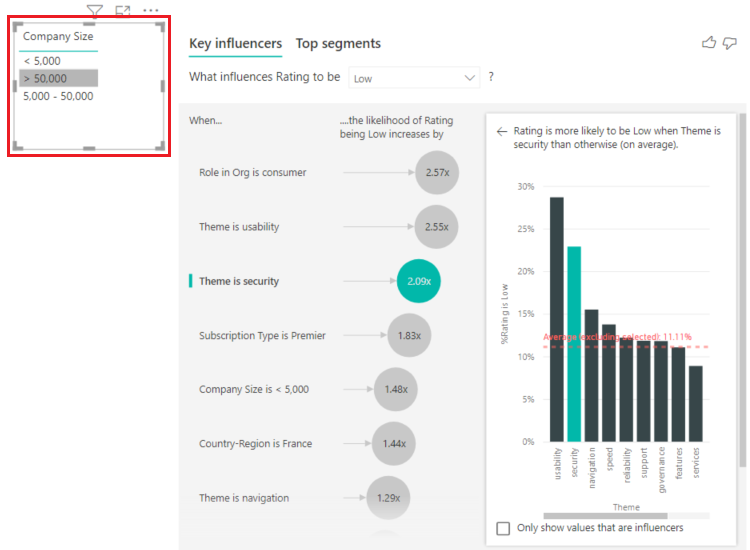 Company Size
< 5,000
> 50,000
5,000 - 50,000
Key influencers
Top segments
What influences Rating to be
Low
?
When...
....the likelihood of Rating
being Low increases by
Role in Org is consumer
2.57x
Theme is usability
2.55x
Theme is security
2.09x
Subscription Type is Premier
1.83x
Company Size is < 5,000
1.48x
Country-Region is France
1.44x
Theme is navigation
1.29x
Rating is more likely to be Low when Theme is
security than otherwise (on average).
30%
25%
20%
15%
10%
5%
0%
%Rating is Low
Average (excluding selected): 11.11%
usability
security
navigation
speed
reliability
support
governance
features
services
Theme
Only show values that are influencers